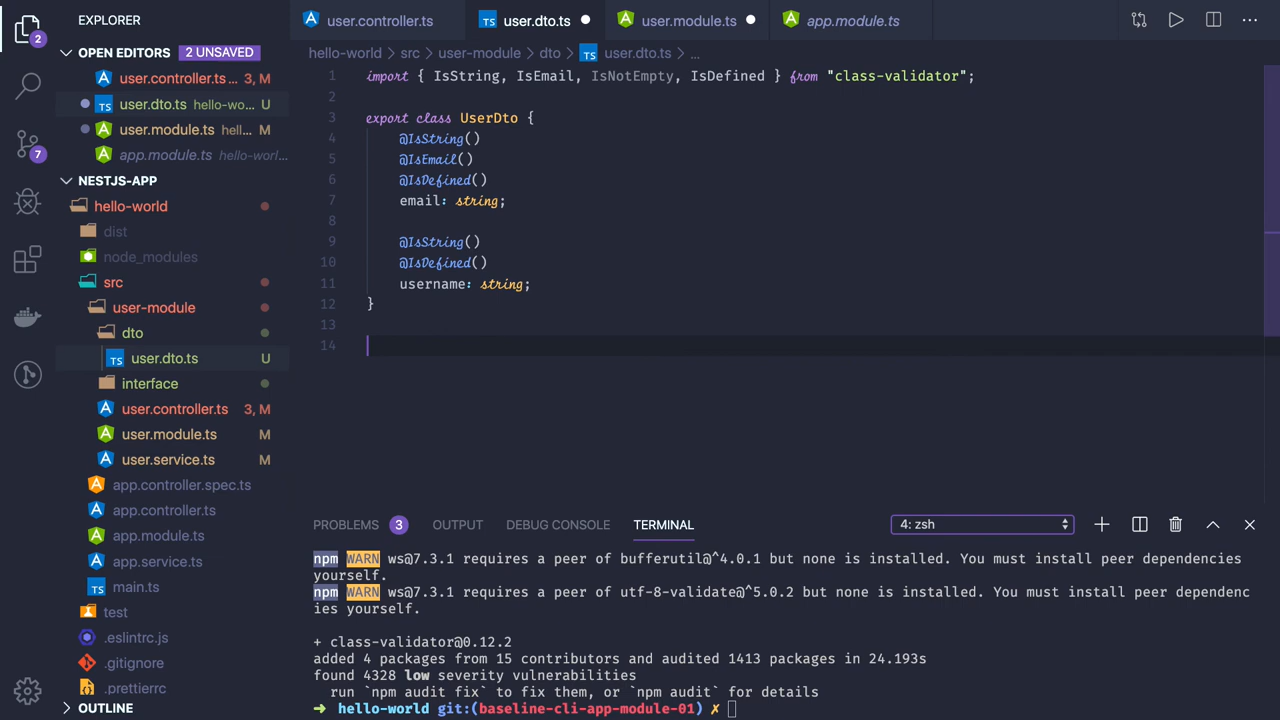 EXPLORER
OPEN EDITORS 2 UNSAVED
user.controller.ts... 3, M
user.dto.ts hello-wo... U
user.module.ts hell... M
app.module.ts hello-worl...
NESTJS-APP
hello-world
dist
node_modules
src
user-module
dto
user.dto.ts U
interface
user.controller.ts 3, M
user.module.ts M
user.service.ts M
app.controller.spec.ts
app.controller.ts
app.module.ts
app.service.ts
main.ts
test
.eslintrc.js
.gitignore
.prettierrc
OUTLINE
2
7
user.controller.ts user.dto.ts user.module.ts app.module.ts
hello-world > src > user-module > dto > user.dto.ts > ...
1 import { IsString, IsEmail, IsNotEmpty, IsDefined } from "class-validator";
2
3 export class UserDto {
4 @IsString()
5 @IsEmail()
6 @IsDefined()
7 email: string;
8
9 @IsString()
10 @IsDefined()
11 username: string;
12 }
13
14
PROBLEMS 3 OUTPUT DEBUG CONSOLE TERMINAL 4: zsh
npm WARN ws@7.3.1 requires a peer of bufferutil@^4.0.1 but none is installed. You must install peer dependencies
yourself.
npm WARN ws@7.3.1 requires a peer of utf-8-validate@^5.0.2 but none is installed. You must install peer dependenc
ies yourself.
+ class-validator@0.12.2
added 4 packages from 15 contributors and audited 1413 packages in 24.193s
found 4328 low severity vulnerabilities
run `npm audit fix` to fix them, or `npm audit` for details
→ hello-world git:(baseline-cli-app-module-01) ✗